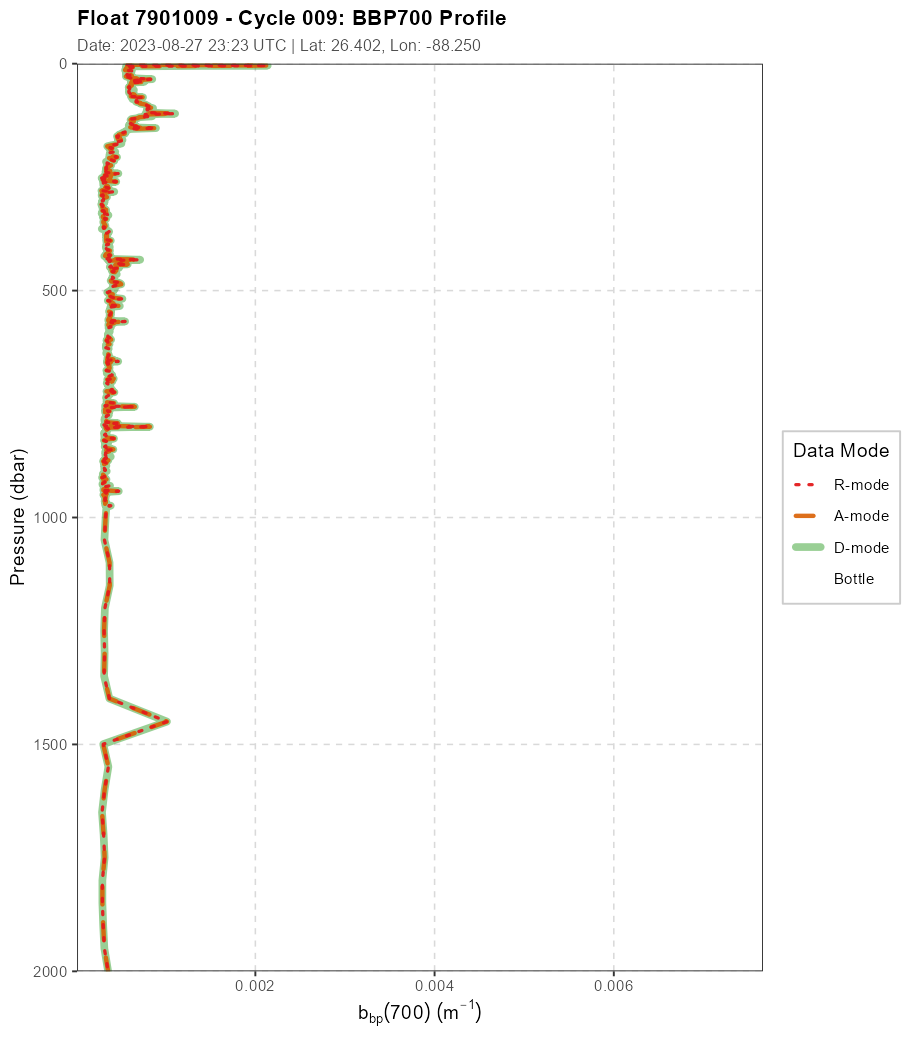 Float 7901009 - Cycle 009: BBP700 Profile
Date: 2023-08-27 23:23 UTC | Lat: 26.402, Lon: -88.250
0
500
1000
1500
2000
Pressure (dbar)
0.002
0.004
0.006
b_bp(700) (m⁻¹)
Data Mode
R-mode
A-mode
D-mode
Bottle